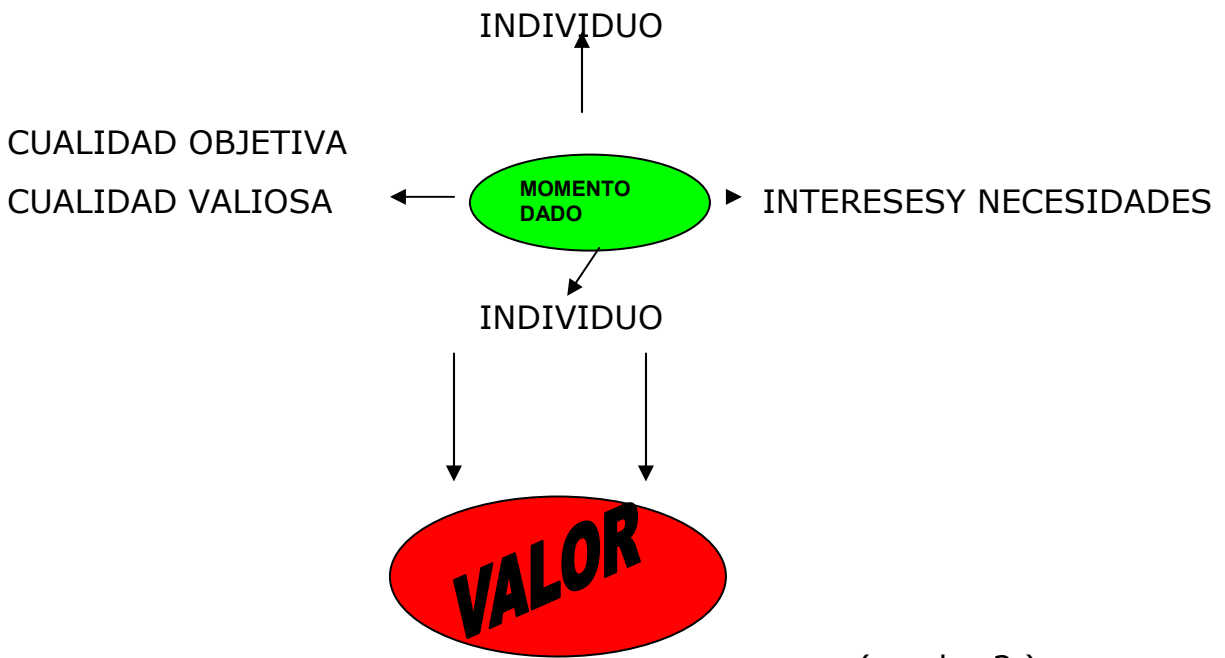 INDIVIDUO
CUALIDAD OBJETIVA
CUALIDAD VALIOSA
MOMENTO
DADO
INTERESESY NECESIDADES
INDIVIDUO
VALOR